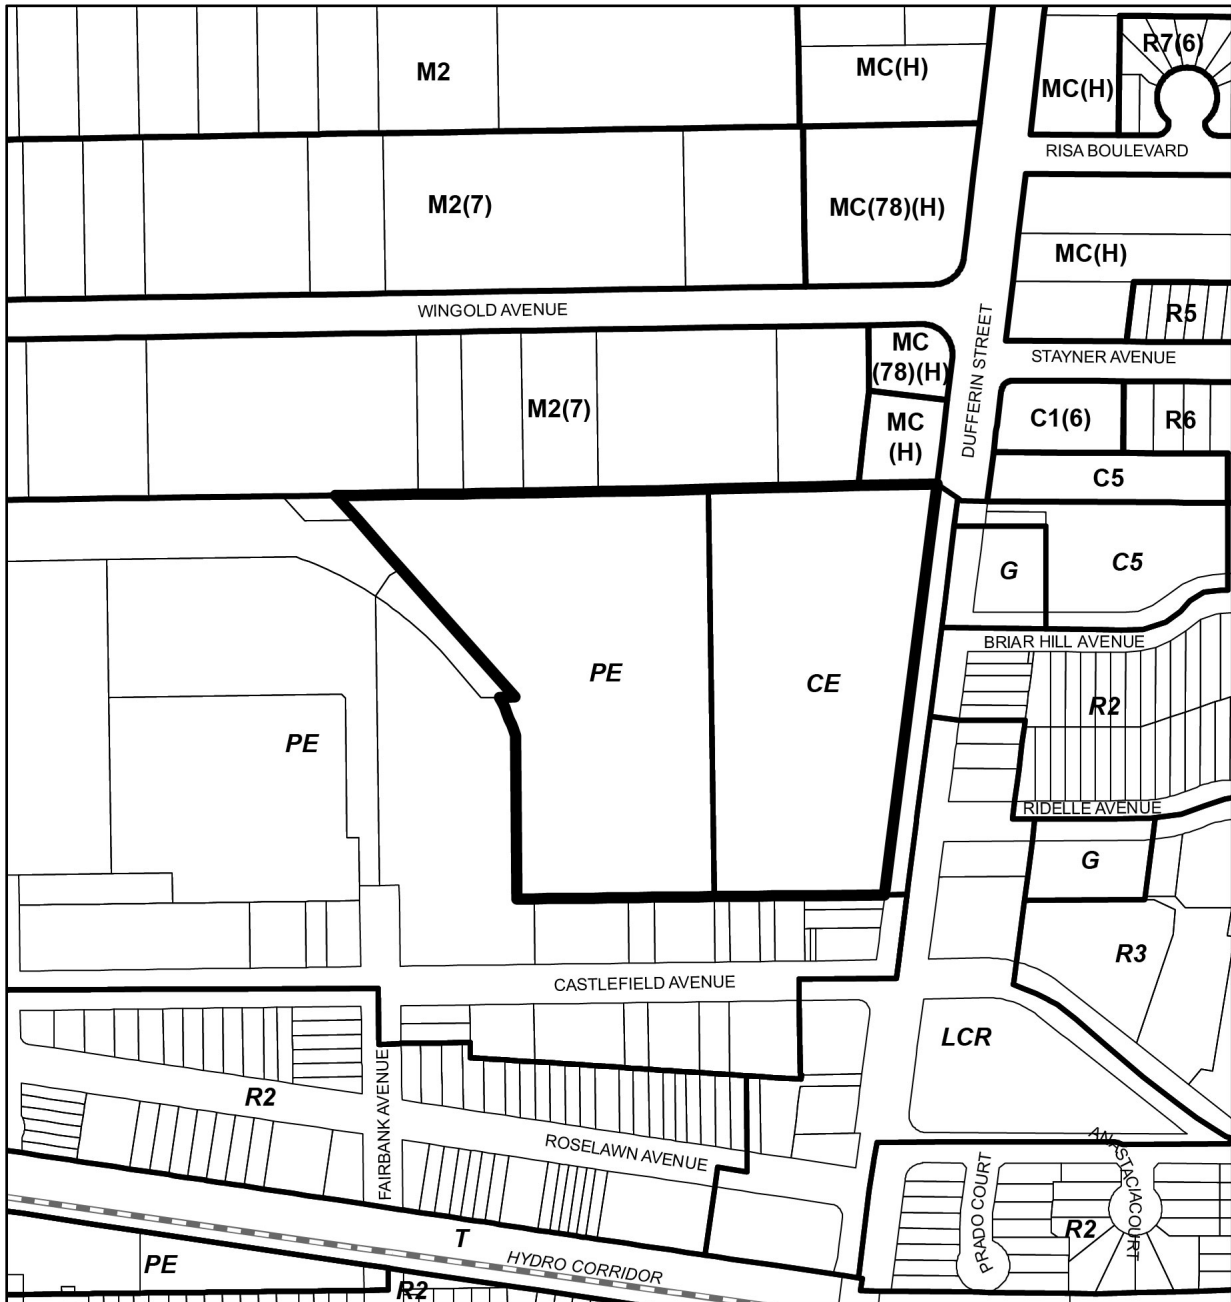 M2
MC(H)
R7(6)
MC(H)
RISA BOULEVARD
M2(7)
MC(78)(H)
MC(H)
WINGOLD AVENUE
R5
DUFFERIN STREET
STAYNER AVENUE
MC
(78)(H)
M2(7)
MC
(H)
C1(6)
R6
C5
G
C5
BRIAR HILL AVENUE
PE
CE
R2
PE
RIDELLE AVENUE
G
R3
CASTLEFIELD AVENUE
LCR
FAIRBANK AVENUE
R2
ROSELAWN AVENUE
PRADO COURT
ANASTACIACOURT
R2
T
HYDRO CORRIDOR
PE
R2